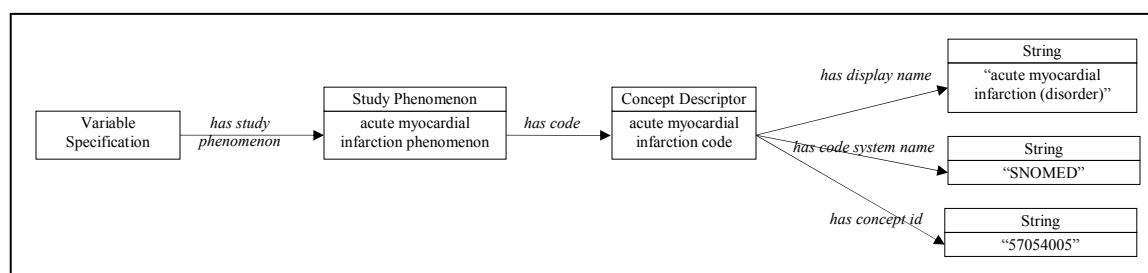 Variable
Specification
has study
phenomenon
Study Phenomenon
acute myocardial
infarction phenomenon
has code
Concept Descriptor
acute myocardial
infarction code
has display name
String
“acute myocardial
infarction (disorder)”
has code system name
String
“SNOMED”
has concept id
String
“57054005”